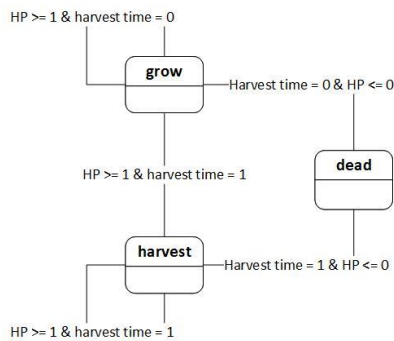 HP >= 1 & harvest time = 0
grow
Harvest time = 0 & HP <= 0
dead
HP >= 1 & harvest time = 1
harvest
Harvest time = 1 & HP <= 0
HP >= 1 & harvest time = 1